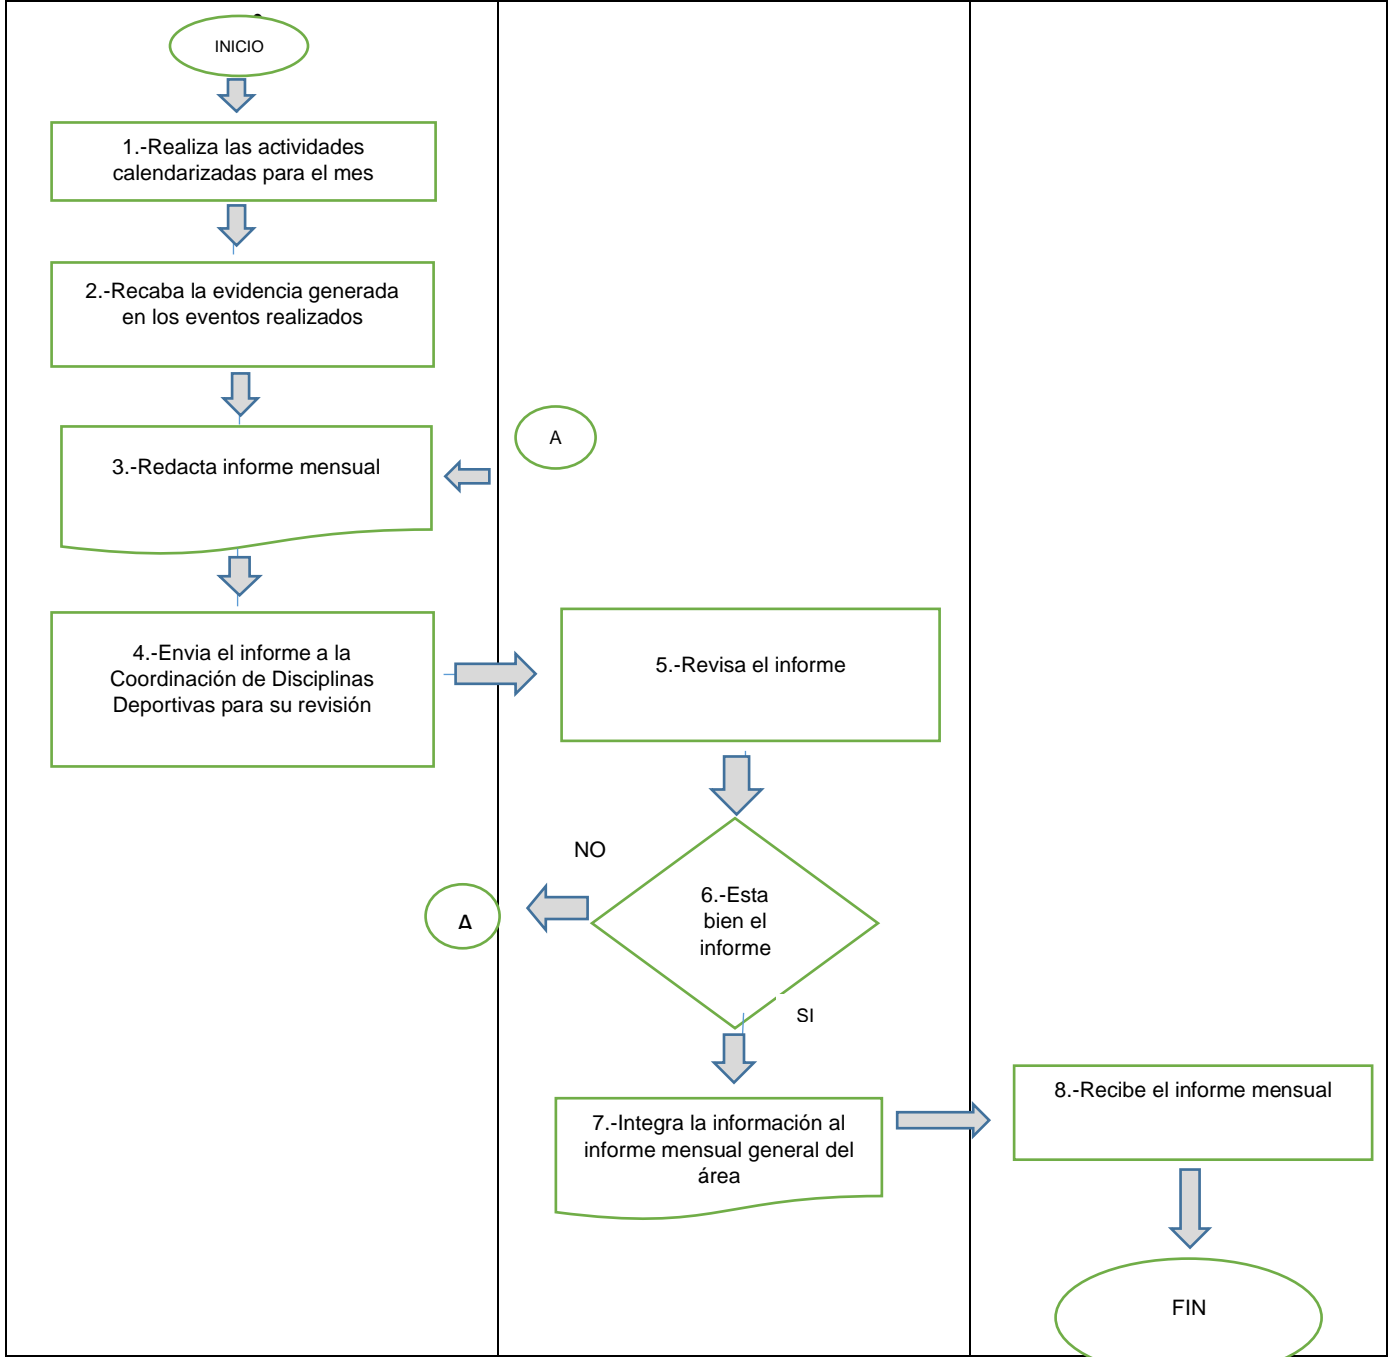 INICIO
1.-Realiza las actividades
calendarizadas para el mes
2.-Recaba la evidencia generada
en los eventos realizados
A
3.-Redacta informe mensual
4.-Envia el informe a la
Coordinación de Disciplinas
Deportivas para su revisión
5.-Revisa el informe
NO
6.-Esta
bien el
informe
A
SI
8.-Recibe el informe mensual
7.-Integra la información al
informe mensual general del
área
FIN